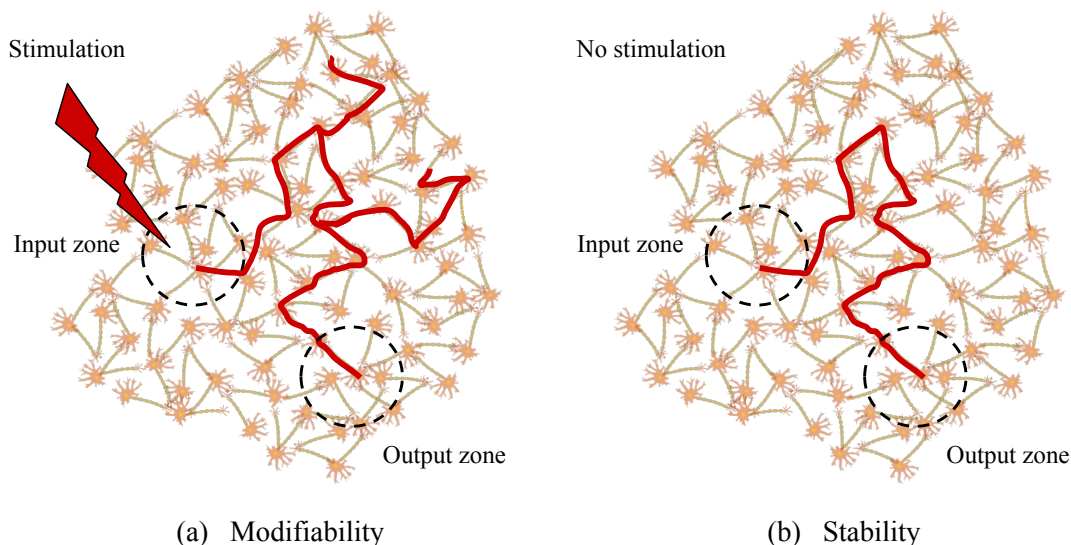 Stimulation
Input zone
Output zone
(a) Modifiability
No stimulation
Input zone
Output zone
(b) Stability